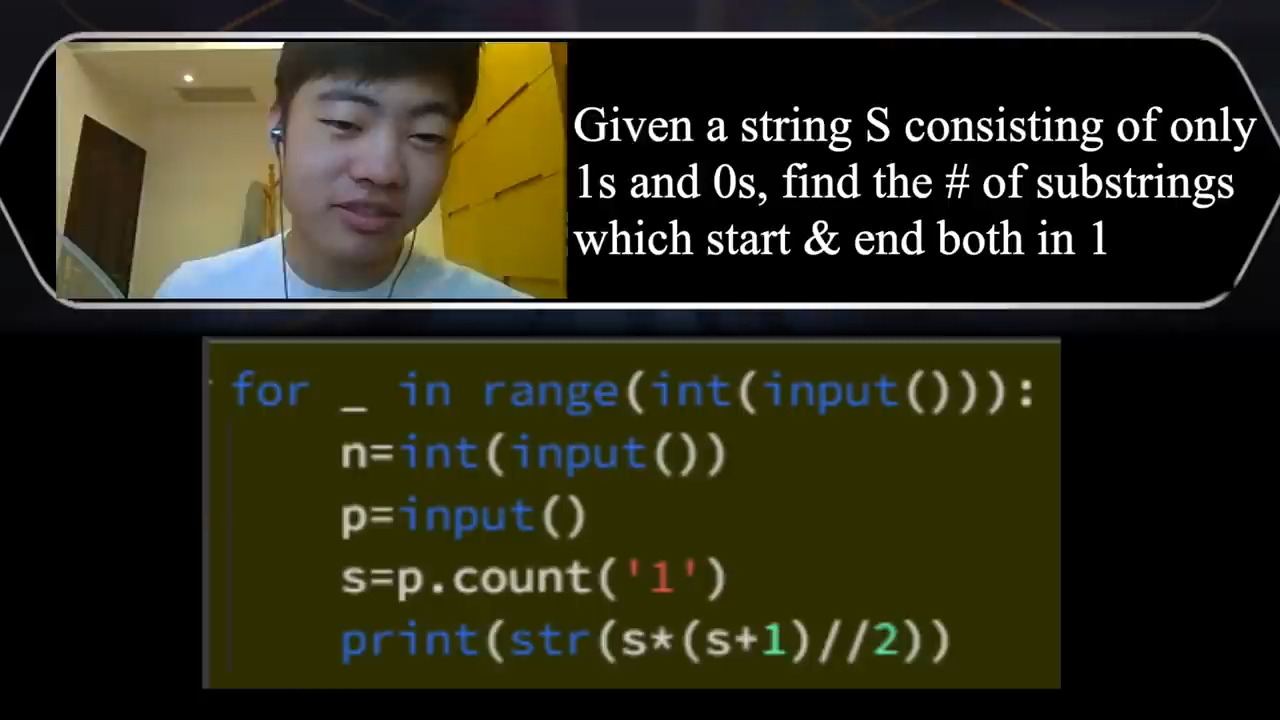 Given a string S consisting of only
1s and 0s, find the # of substrings
which start & end both in 1
for _ in range(int(input())):
n=int(input())
p=input()
s=p.count('1')
print(str(s*(s+1)//2))